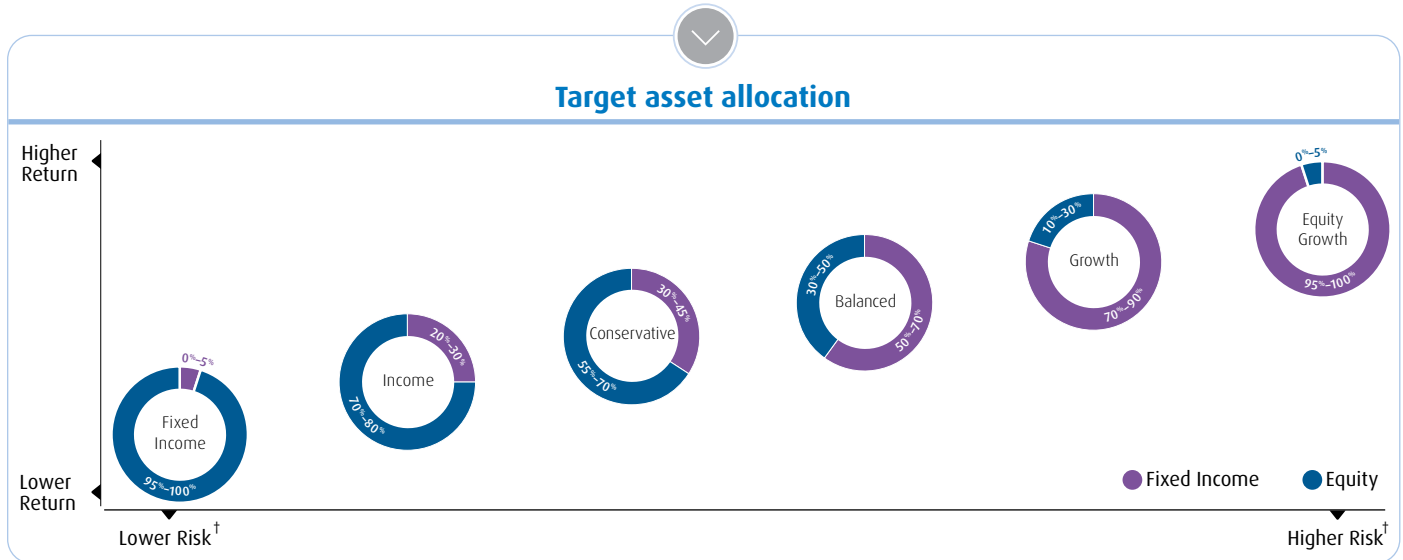 Target asset allocation
Higher
Return
0%–5%
Equity
Growth
95%–100%
10%–30%
Growth
70%–90%
30%–50%
Balanced
50%–70%
30%–45%
Conservative
55%–70%
20%–30%
Income
70%–80%
0%–5%
Fixed
Income
95%–100%
Lower
Return
Fixed Income
Equity
Lower Risk†
Higher Risk†